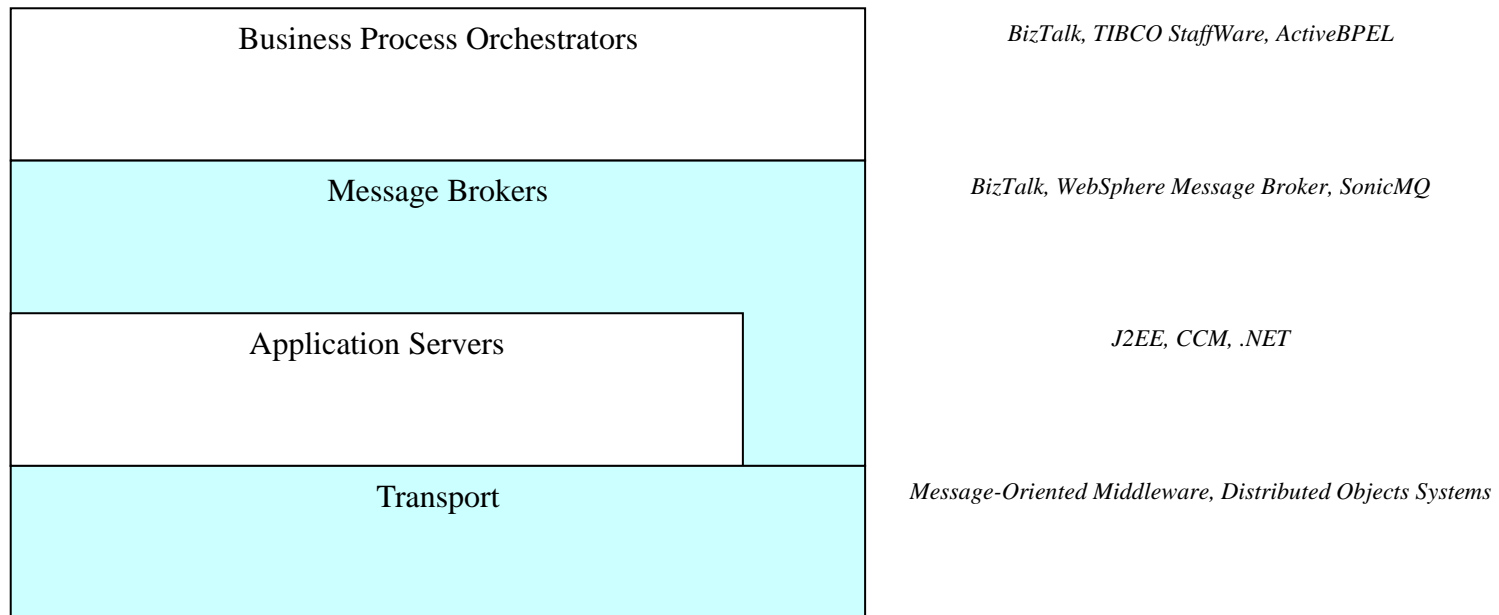 Business Process Orchestrators
BizTalk, TIBCO StaffWare, ActiveBPEL
Message Brokers
BizTalk, WebSphere Message Broker, SonicMQ
Application Servers
J2EE, CCM, .NET
Transport
Message-Oriented Middleware, Distributed Objects Systems